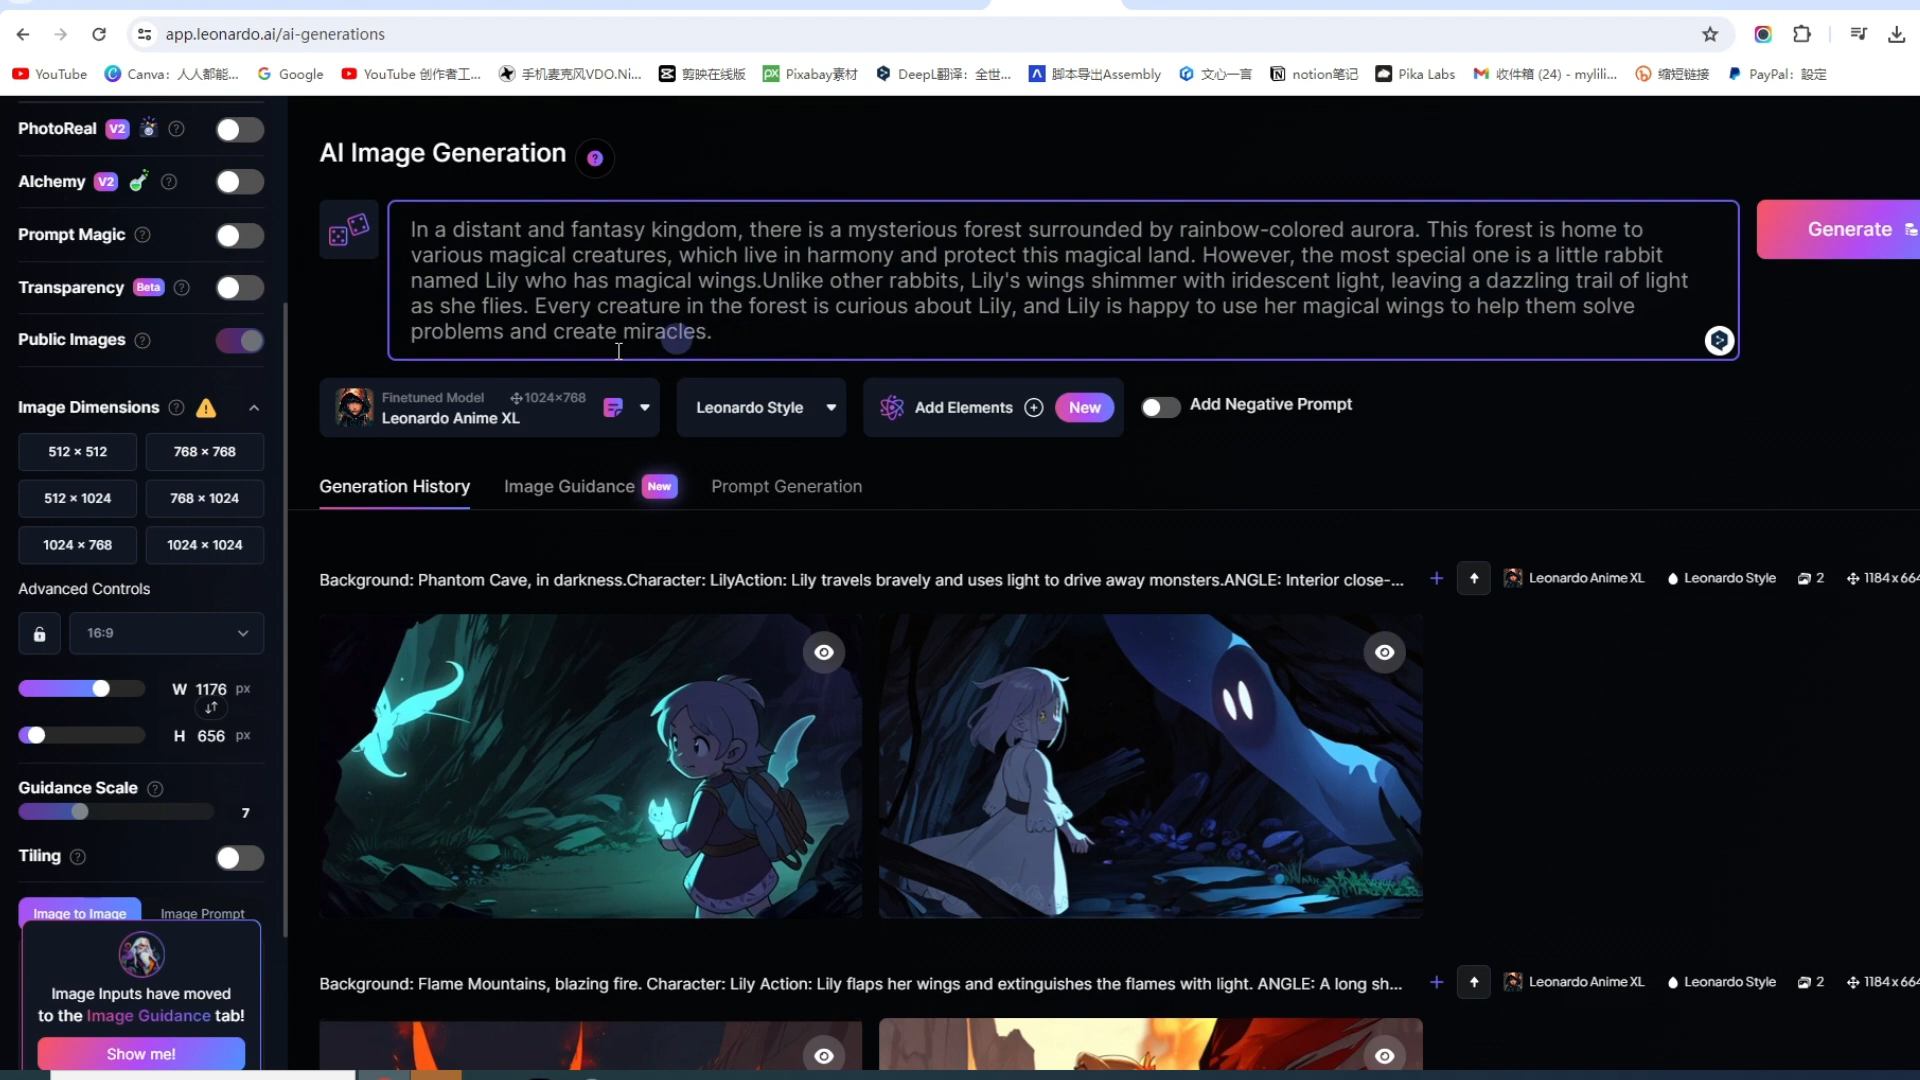 app.leonardo.ai/ai-generations
YouTube
Canva：人人都能...
Google
YouTube 创作者工...
手机麦克风VDO.Ni...
剪映在线版
Pixabay素材
DeepL翻译：全世...
脚本导出Assembly
文心一言
notion笔记
Pika Labs
收件箱 (24) - mylili...
缩短链接
PayPal：設定
PhotoReal V2
Alchemy V2
Prompt Magic
Transparency Beta
Public Images
Image Dimensions
512 × 512
768 × 768
512 × 1024
768 × 1024
1024 × 768
1024 × 1024
Advanced Controls
16:9
W 1176 px
H 656 px
Guidance Scale
7
Tiling
Image to Image
Image Prompt
Image Inputs have moved
to the Image Guidance tab!
Show me!
AI Image Generation
In a distant and fantasy kingdom, there is a mysterious forest surrounded by rainbow-colored aurora. This forest is home to
various magical creatures, which live in harmony and protect this magical land. However, the most special one is a little rabbit
named Lily who has magical wings.Unlike other rabbits, Lily's wings shimmer with iridescent light, leaving a dazzling trail of light
as she flies. Every creature in the forest is curious about Lily, and Lily is happy to use her magical wings to help them solve
problems and create miracles.
Generate
Finetuned Model 1024×768
Leonardo Anime XL
Leonardo Style
Add Elements
New
Add Negative Prompt
Generation History
Image Guidance New
Prompt Generation
Background: Phantom Cave, in darkness.Character: LilyAction: Lily travels bravely and uses light to drive away monsters.ANGLE: Interior close-...
Leonardo Anime XL
Leonardo Style
2
1184x664
Background: Flame Mountains, blazing fire. Character: Lily Action: Lily flaps her wings and extinguishes the flames with light. ANGLE: A long sh...
Leonardo Anime XL
Leonardo Style
2
1184x664